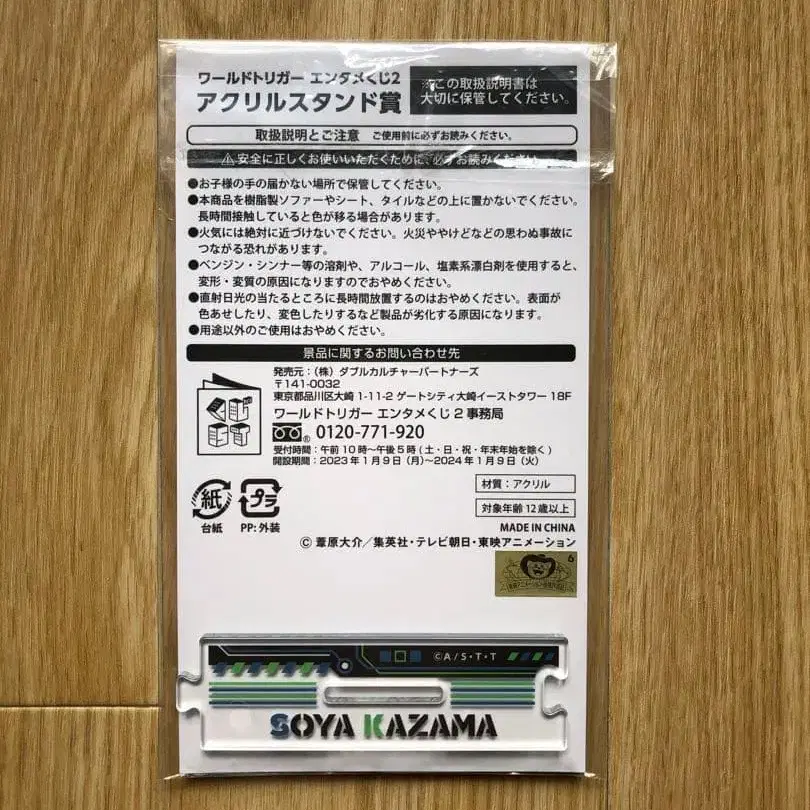 ワールドトリガー エンタメくじ2
アクリルスタンド賞
※この取扱説明書は
大切に保管してください。
取扱説明とご注意 ご使用前に必ずお読みください。
安全に正しくお使いいただくために、必ずお読みください。
●お子様の手の届かない場所で保管してください。
●本商品を樹脂製ソファーやシート、タイルなどの上に置かないでください。
長時間接触していると色が移る場合があります。
●火気には絶対に近づけないでください。火災ややけどなどの思わぬ事故に
つながる恐れがあります。
●ベンジン・シンナー等の溶剤や、アルコール、塩素系漂白剤を使用すると、
変形・変質の原因になりますのでおやめください。
●直射日光の当たるところに長時間放置するのはおやめください。表面が
色あせしたり、変色したりするなど製品が劣化する原因になります。
●用途以外のご使用はおやめください。
景品に関するお問い合わせ先
発売元：（株）ダブルカルチャーパートナーズ
〒141-0032
東京都品川区大崎 1-11-2 ゲートシティ大崎イーストタワー 18F
ワールドトリガー エンタメくじ 2 事務局
® 0120-771-920
受付時間：午前 10 時〜午後 5 時 ( 土・日・祝・年末年始を除く )
開設期間：2023 年 1 月 9 日（月）〜2024 年 1 月 9 日（火）
紙
台紙
プラ
PP: 外装
材質：アクリル
対象年齢 12 歳以上
MADE IN CHINA
© 葦原大介／集英社・テレビ朝日・東映アニメーション
6
©A/S・T・T
SOYA KAZAMA